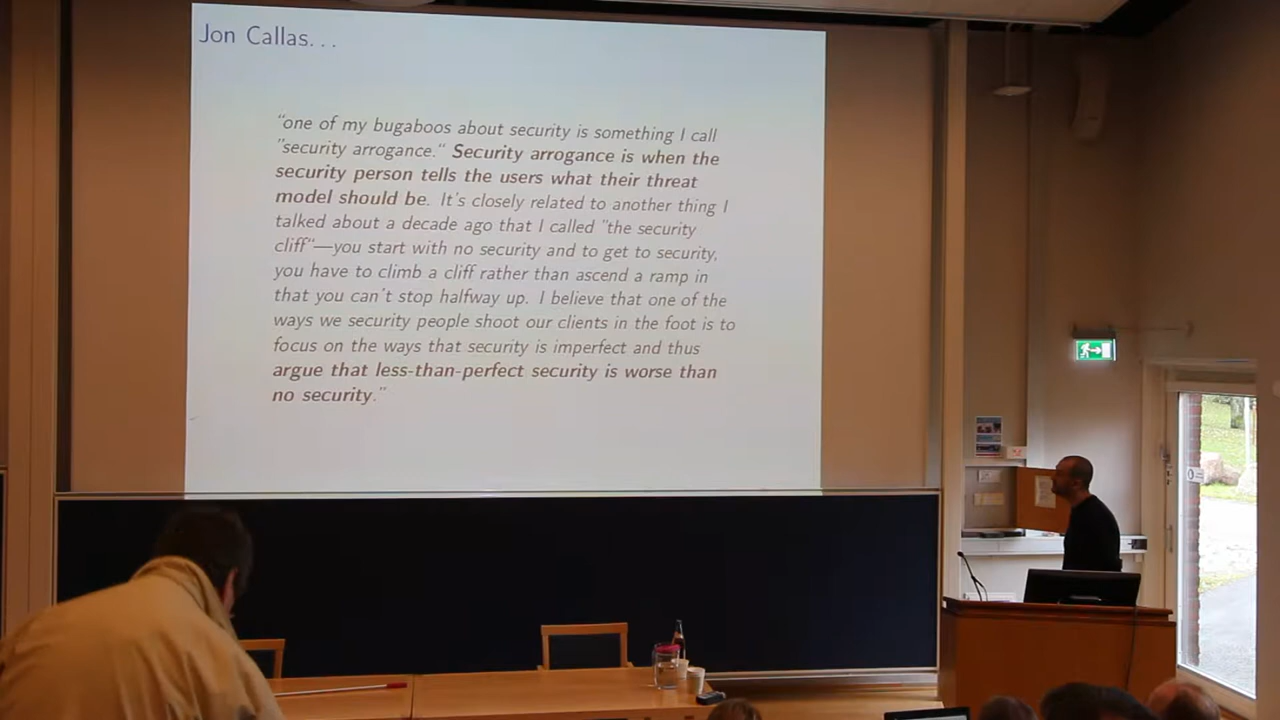 Jon Callas...
“one of my bugaboos about security is something I call
"security arrogance.“ Security arrogance is when the
security person tells the users what their threat
model should be. It's closely related to another thing I
talked about a decade ago that I called "the security
cliff“—you start with no security and to get to security,
you have to climb a cliff rather than ascend a ramp in
that you can't stop halfway up. I believe that one of the
ways we security people shoot our clients in the foot is to
focus on the ways that security is imperfect and thus
argue that less-than-perfect security is worse than
no security.”